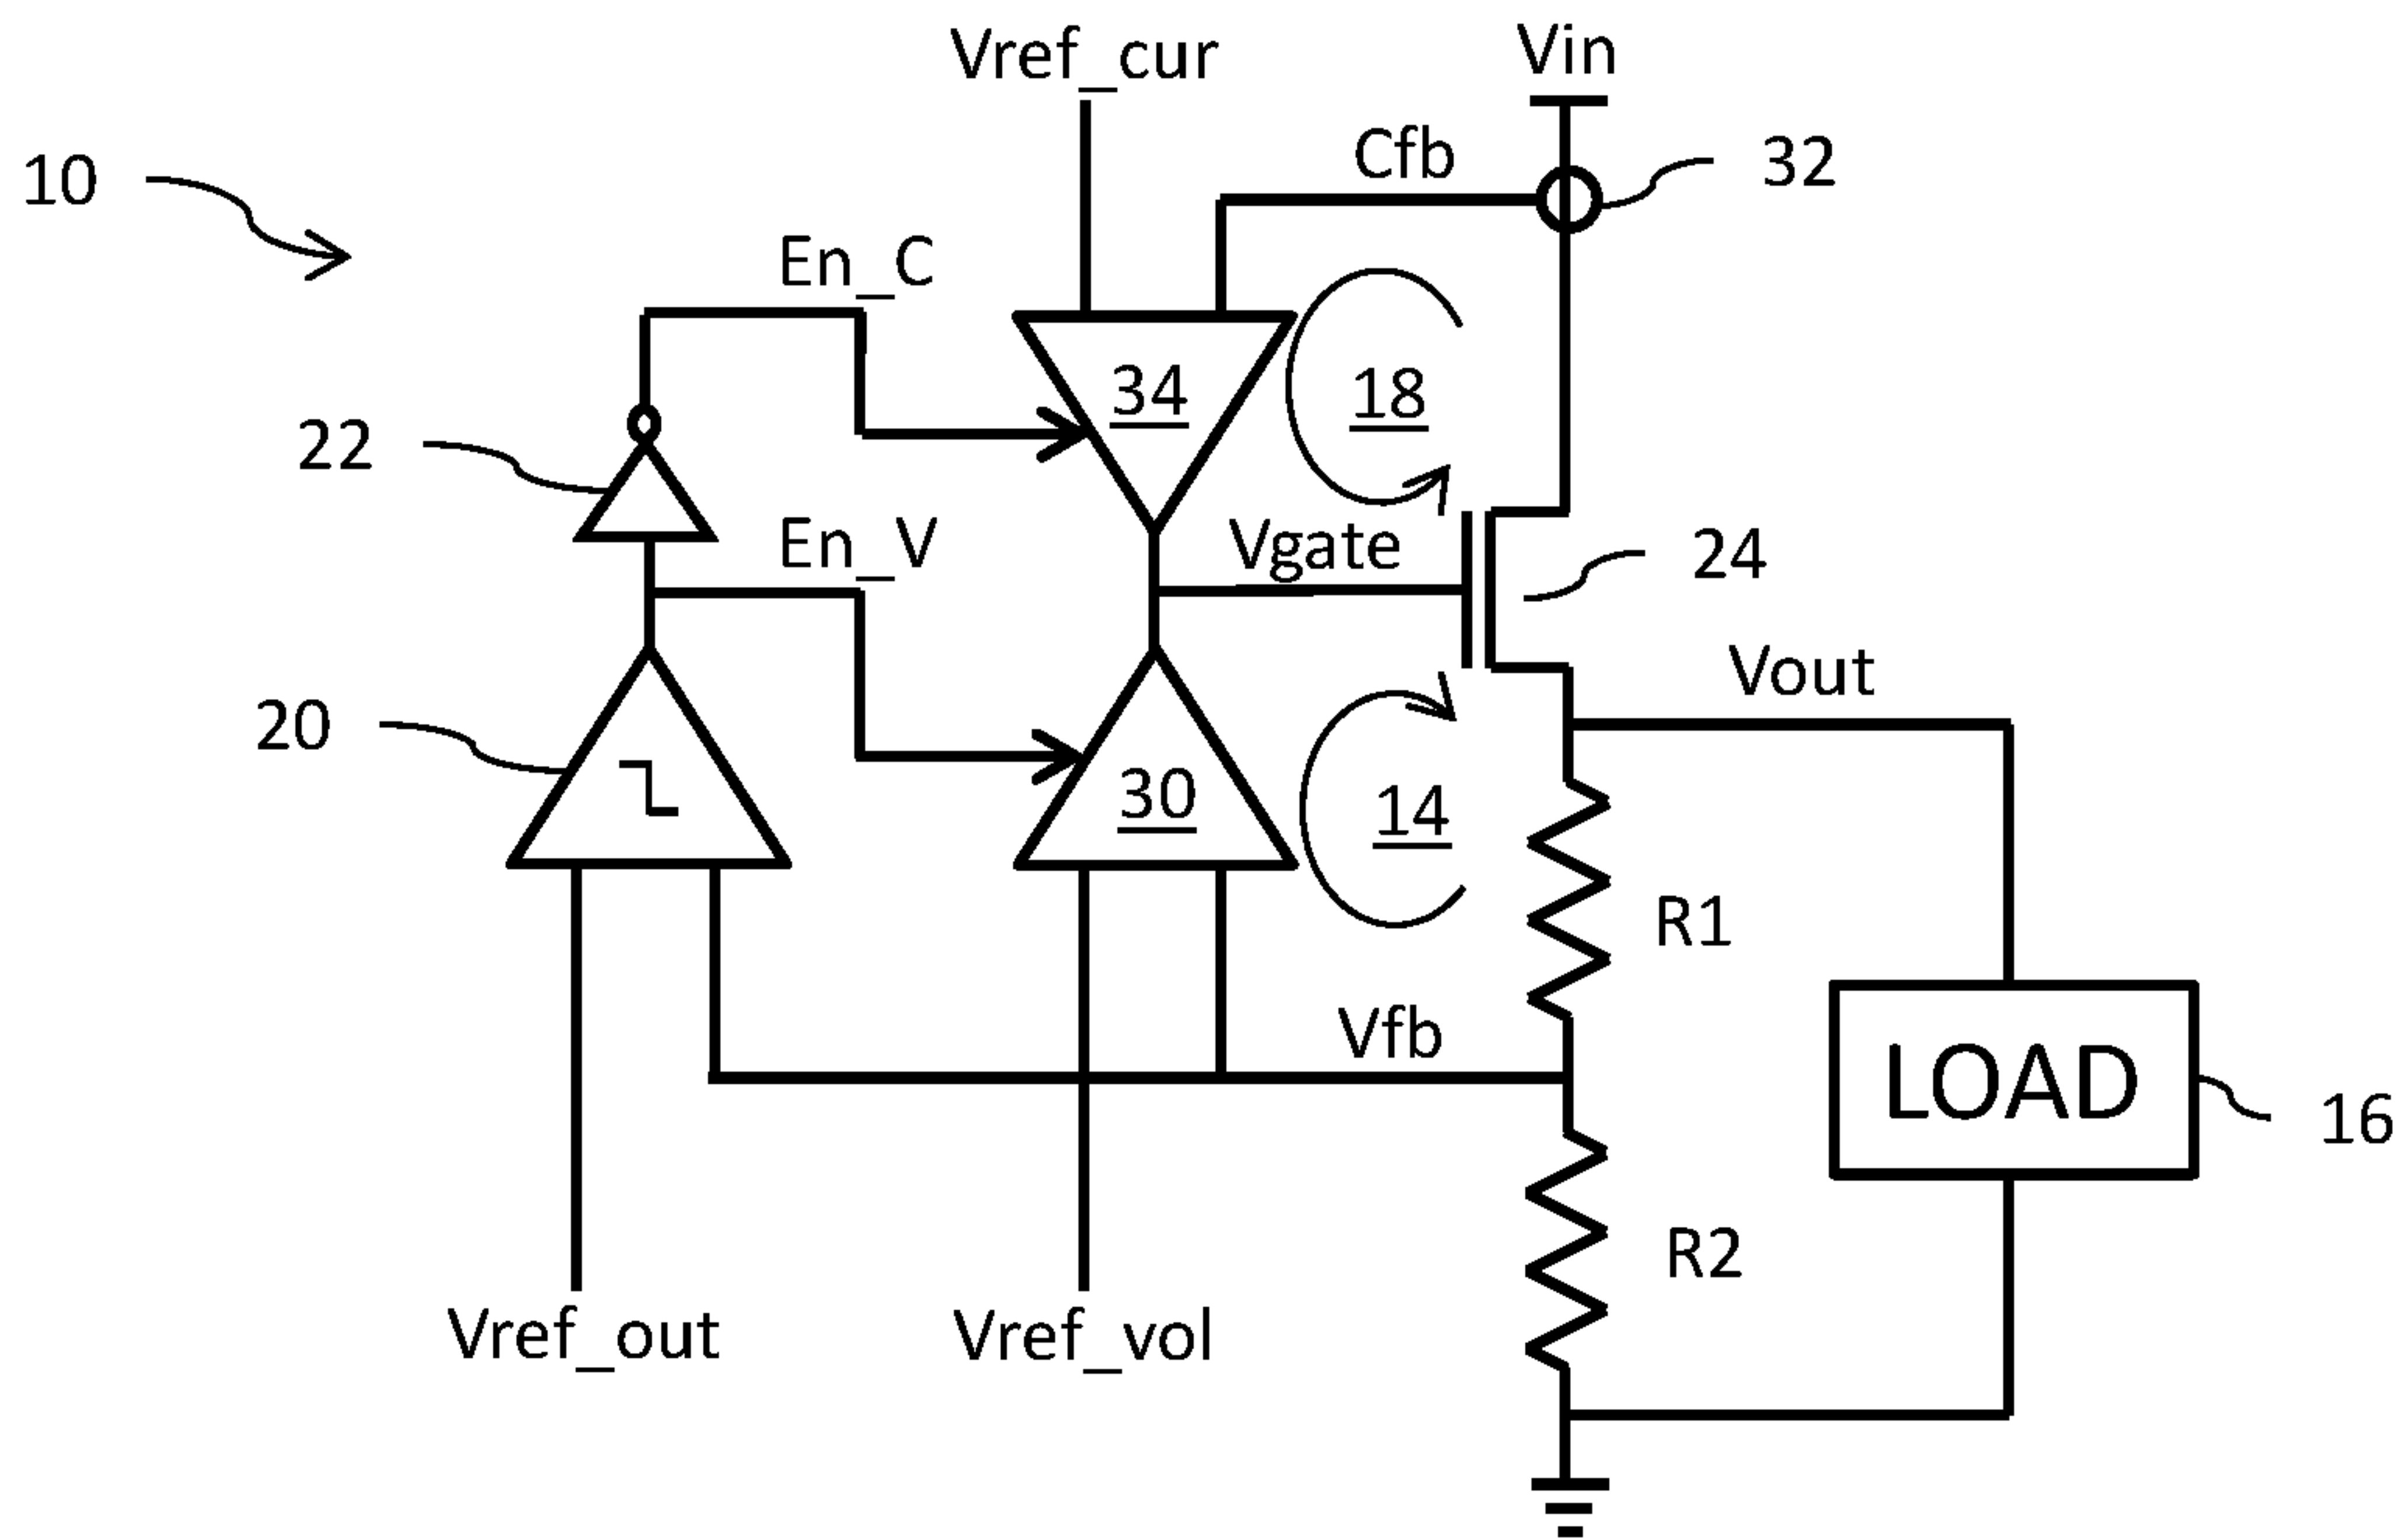 Vref_cur
Vin
10
Cfb
32
En_C
34
18
22
En_V
Vgate
24
20
Vout
30
14
R1
Vfb
LOAD
16
R2
Vref_out
Vref_vol